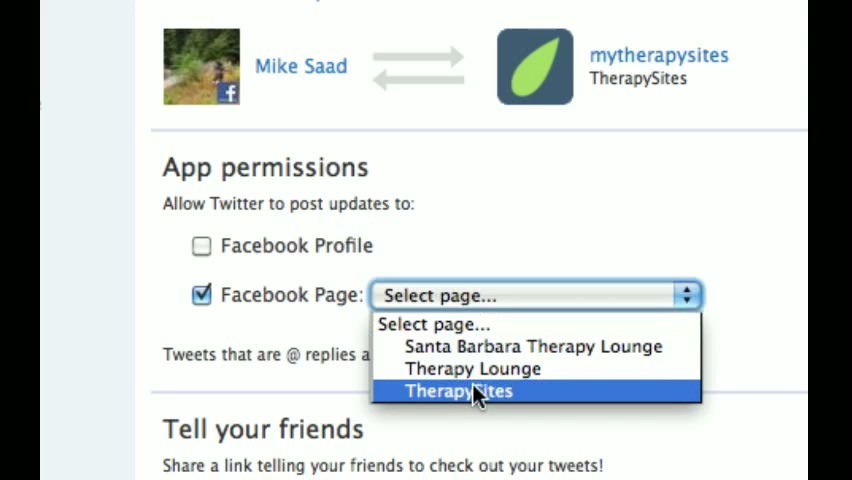 Mike Saad
mytherapysites
TherapySites
App permissions
Allow Twitter to post updates to:
Facebook Profile
Facebook Page: Select page...
Select page...
Santa Barbara Therapy Lounge
Tweets that are @ replies a
Therapy Lounge
TherapySites
Tell your friends
Share a link telling your friends to check out your tweets!